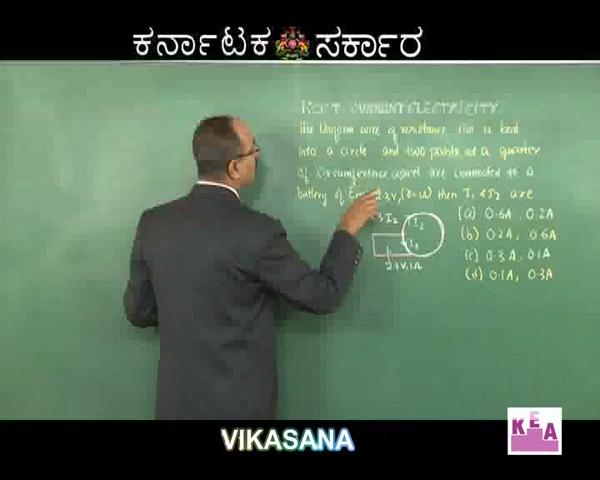 ಕರ್ನಾಟಕ ಸರ್ಕಾರ
CURRENT ELECTRICITY
The Uniform wire of resistance is bent
into a circle and two points at a quarter
of circumference apart are connected to a
battery of Emf then I₁ & I₂ are
(a) 0.6A, 0.2A
(b) 0.2A, 0.6A
(c) 0.3A, 0.1A
(d) 0.1A, 0.3A
I₂
I₂
I₁
VIKASANA
KEA